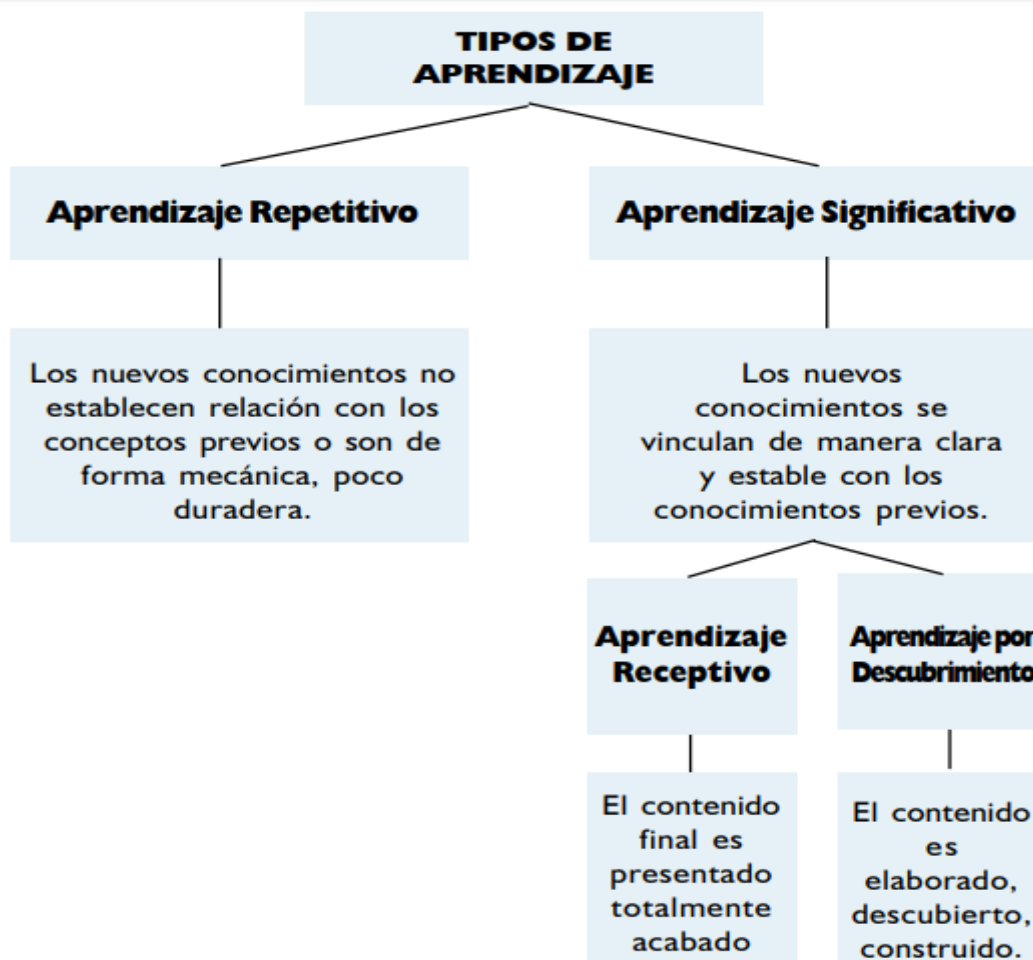 TIPOS DE
APRENDIZAJE
Aprendizaje Repetitivo
Los nuevos conocimientos no
establecen relación con los
conceptos previos o son de
forma mecánica, poco
duradera.
Aprendizaje Significativo
Los nuevos
conocimientos se
vinculan de manera clara
y estable con los
conocimientos previos.
Aprendizaje
Receptivo
El contenido
final es
presentado
totalmente
acabado
Aprendizaje por
Descubrimiento
El contenido
es
elaborado,
descubierto,
construido.